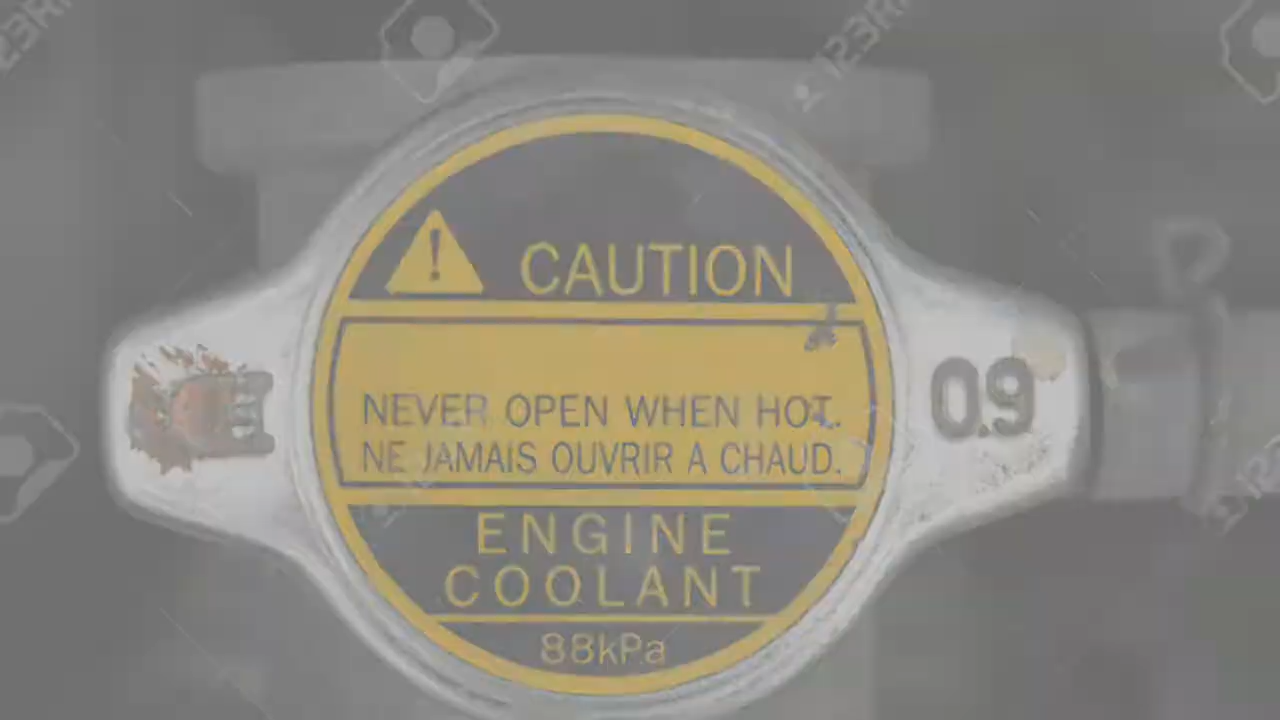 CAUTION
NEVER OPEN WHEN HOT.
NE JAMAIS OUVRIR A CHAUD.
0.9
ENGINE
COOLANT
88kPa